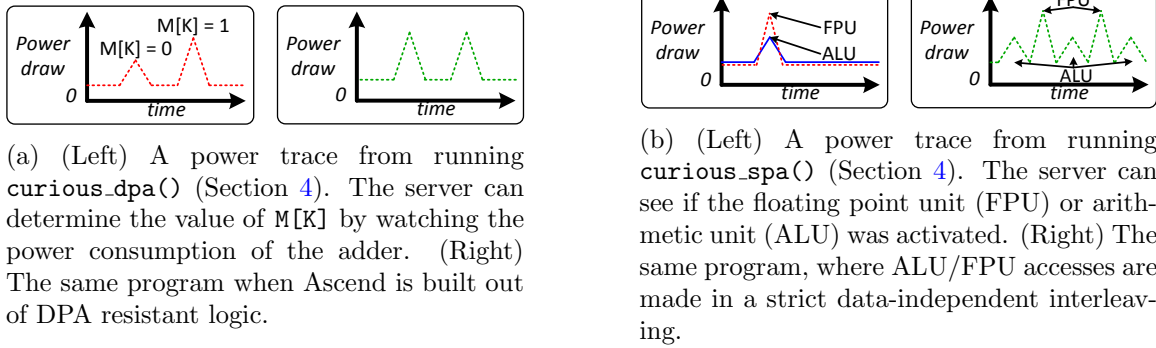 Power
draw
0
M[K] = 0
M[K] = 1
time
Power
draw
0
time
(a) (Left) A power trace from running
curious_dpa() (Section 4). The server can
determine the value of M[K] by watching the
power consumption of the adder. (Right)
The same program when Ascend is built out
of DPA resistant logic.
Power
draw
0
FPU
ALU
time
Power
draw
0
FPU
ALU
time
(b) (Left) A power trace from running
curious_spa() (Section 4). The server can
see if the floating point unit (FPU) or arith-
metic unit (ALU) was activated. (Right) The
same program, where ALU/FPU accesses are
made in a strict data-independent interleav-
ing.